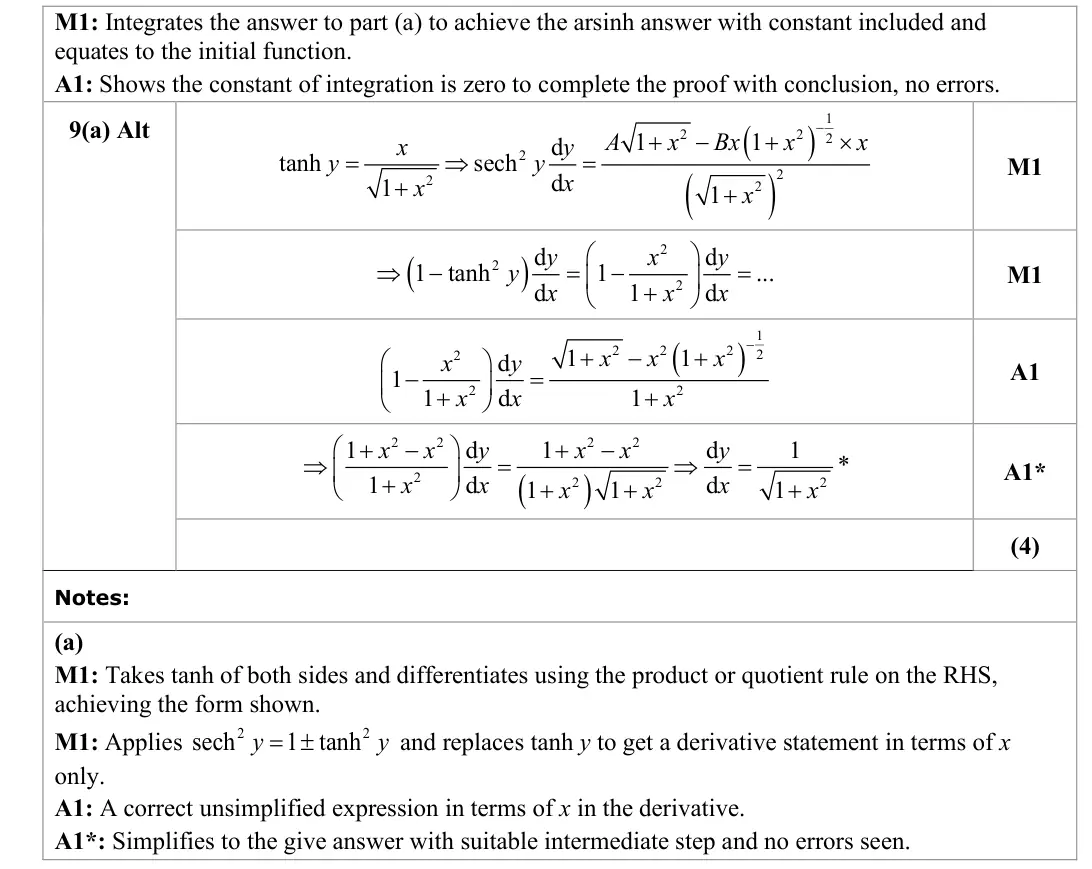 M1: Integrates the answer to part (a) to achieve the arsinh answer with constant included and
equates to the initial function.
A1: Shows the constant of integration is zero to complete the proof with conclusion, no errors.
9(a) Alt
tanh y = x/√(1+x²) ⇒ sech² y dy/dx = (A√(1+x²) − Bx(1+x²)^(−1/2) × x)/(√(1+x²))² M1
⇒ (1 − tanh² y) dy/dx = (1 − x²/(1+x²)) dy/dx = ... M1
(1 − x²/(1+x²)) dy/dx = (√(1+x²) − x²(1+x²)^(−1/2))/(1+x²) A1
⇒ ((1+x²−x²)/(1+x²)) dy/dx = (1+x²−x²)/((1+x²)√(1+x²)) ⇒ dy/dx = 1/√(1+x²) * A1*
(4)
Notes:
(a)
M1: Takes tanh of both sides and differentiates using the product or quotient rule on the RHS,
achieving the form shown.
M1: Applies sech² y = 1 ± tanh² y and replaces tanh y to get a derivative statement in terms of x
only.
A1: A correct unsimplified expression in terms of x in the derivative.
A1*: Simplifies to the give answer with suitable intermediate step and no errors seen.